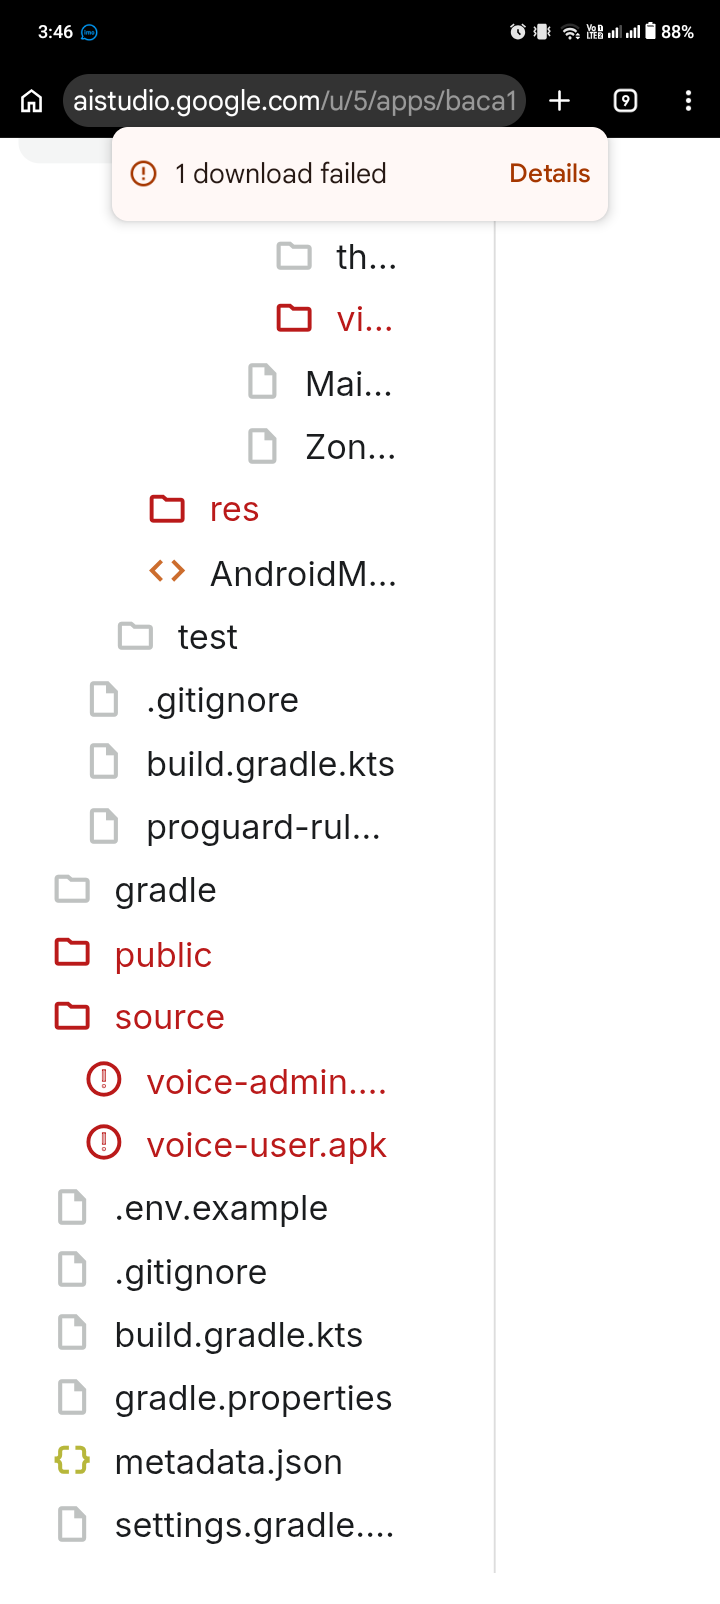 3:46
88%
aistudio.google.com/u/5/apps/baca1
9
1 download failed
Details
th...
vi...
Mai...
Zon...
res
AndroidM...
test
.gitignore
build.gradle.kts
proguard-rul...
gradle
public
source
voice-admin....
voice-user.apk
.env.example
.gitignore
build.gradle.kts
gradle.properties
metadata.json
settings.gradle....